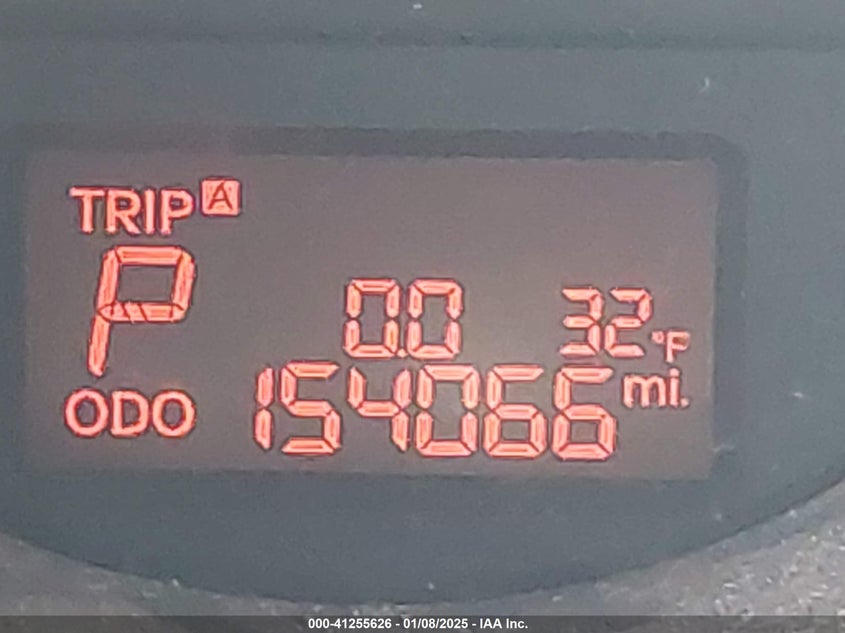 TRIP A
P
0.0 32°F
ODO 154066 mi.
000-41255626 - 01/08/2025 - IAA Inc.